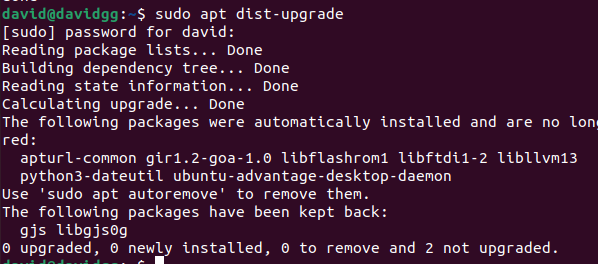 david@davidgg:~$ sudo apt dist-upgrade
[sudo] password for david:
Reading package lists... Done
Building dependency tree... Done
Reading state information... Done
Calculating upgrade... Done
The following packages were automatically installed and are no long
red:
  apturl-common gir1.2-goa-1.0 libflashrom1 libftdi1-2 libllvm13
  python3-dateutil ubuntu-advantage-desktop-daemon
Use 'sudo apt autoremove' to remove them.
The following packages have been kept back:
  gjs libgjs0g
0 upgraded, 0 newly installed, 0 to remove and 2 not upgraded.
david@davidgg:~$